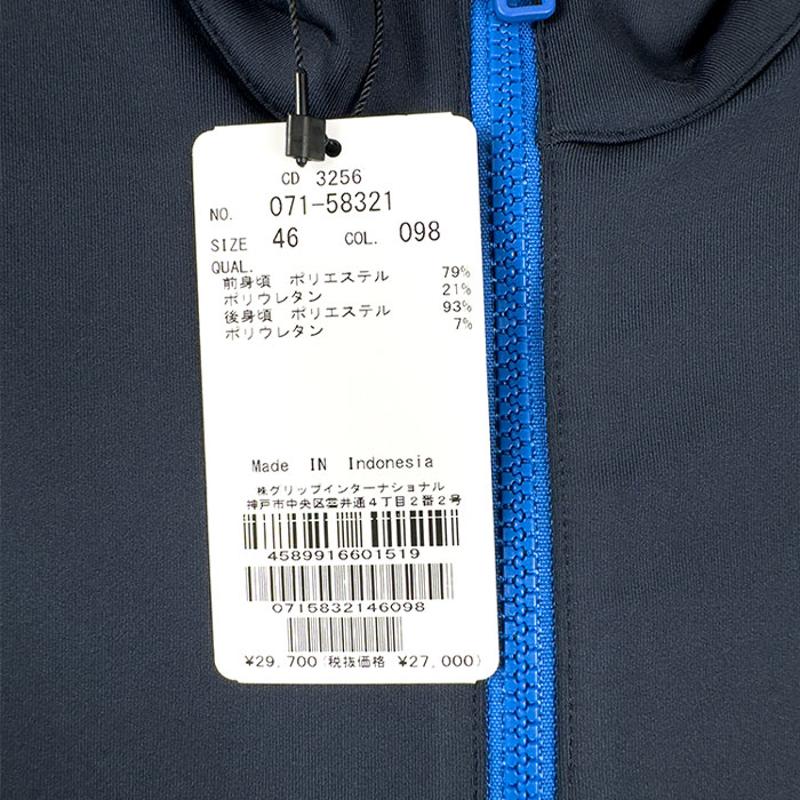 CD 3256
NO. 071-58321
SIZE 46 COL. 098
QUAL.
前身頃 ポリエステル 79%
ポリウレタン 21%
後身頃 ポリエステル 93%
ポリウレタン 7%
Made IN Indonesia
㈱グリップインターナショナル
神戸市中央区雲井通4丁目2番2号
4589916601519
0715832146098
¥29,700(税抜価格 ¥27,000)